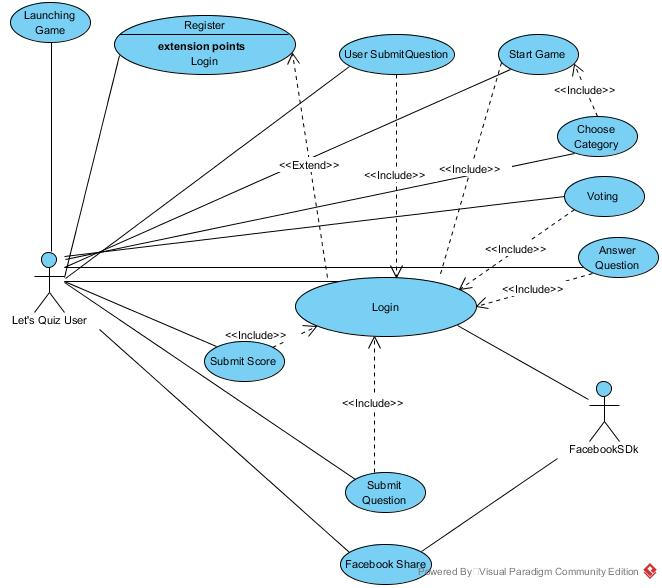 Launching
Game
Register
extension points
Login
User SubmitQuestion
Start Game
<<Include>>
Choose
Category
<<Extend>>
<<Include>>
<<Include>>
Voting
<<Include>>
Answer
Question
<<Include>>
Let's Quiz User
Login
<<Include>>
Submit Score
<<Include>>
FacebookSDk
Submit
Question
Facebook Share
Powered By Visual Paradigm Community Edition